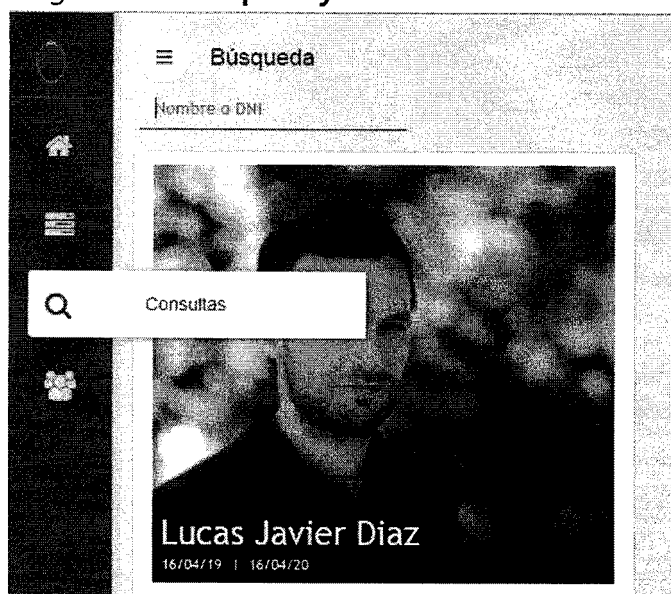 Búsqueda
Nombre o DNI
Consultas
Lucas Javier Diaz
16/04/19 | 16/04/20